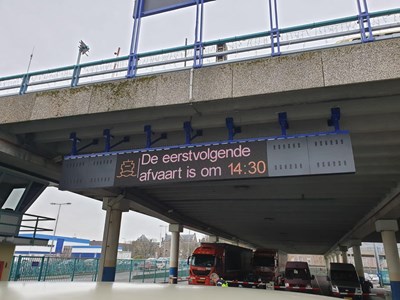 De eerstvolgende
afvaart is om 14:30